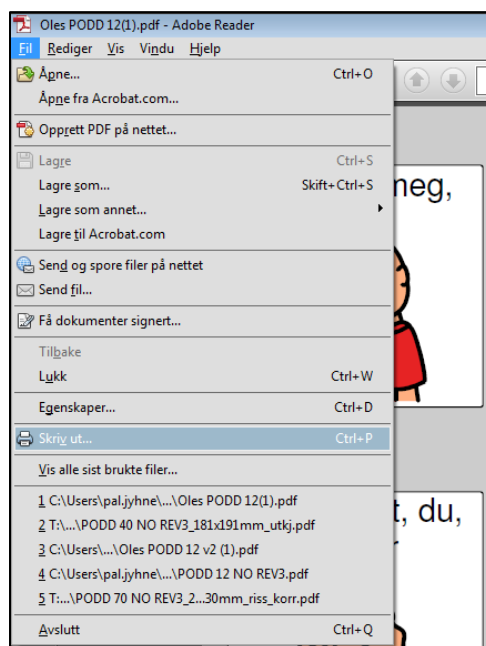 Oles PODD 12(1).pdf - Adobe Reader
Fil Rediger Vis Vindu Hjelp
Åpne... Ctrl+O
Åpne fra Acrobat.com...
Opprett PDF på nettet...
Lagre Ctrl+S
Lagre som... Skift+Ctrl+S
Lagre som annet...
Lagre til Acrobat.com
Send og spore filer på nettet
Send fil...
Få dokumenter signert...
Tilbake
Lukk Ctrl+W
Egenskaper... Ctrl+D
Skriv ut... Ctrl+P
Vis alle sist brukte filer...
1 C:\Users\pal.jyhne\...\Oles PODD 12(1).pdf
2 T:\...\PODD 40 NO REV3_181x191mm_utkj.pdf
3 C:\Users\...\Oles PODD 12 v2 (1).pdf
4 C:\Users\pal.jyhne\...\PODD 12 NO REV3.pdf
5 T:\...\PODD 70 NO REV3_2...30mm_riss_korr.pdf
Avslutt Ctrl+Q
neg,
t, du,